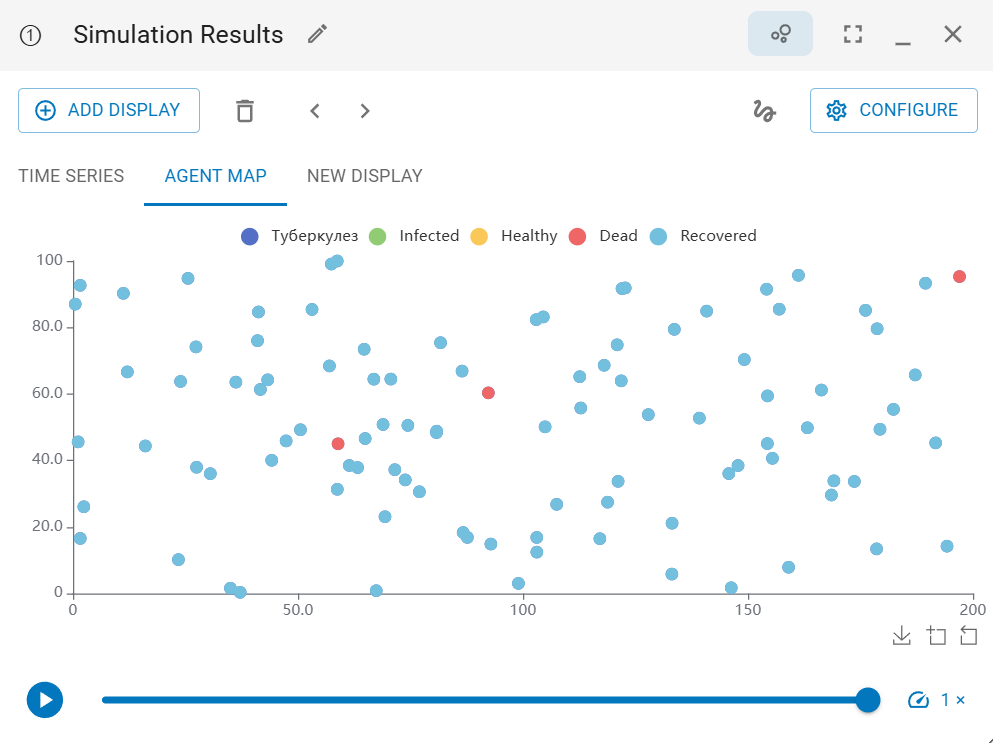 1 Simulation Results
ADD DISPLAY CONFIGURE
TIME SERIES AGENT MAP NEW DISPLAY
Туберкулез Infected Healthy Dead Recovered
100
80.0
60.0
40.0
20.0
0
0 50.0 100 150 200
1 ×